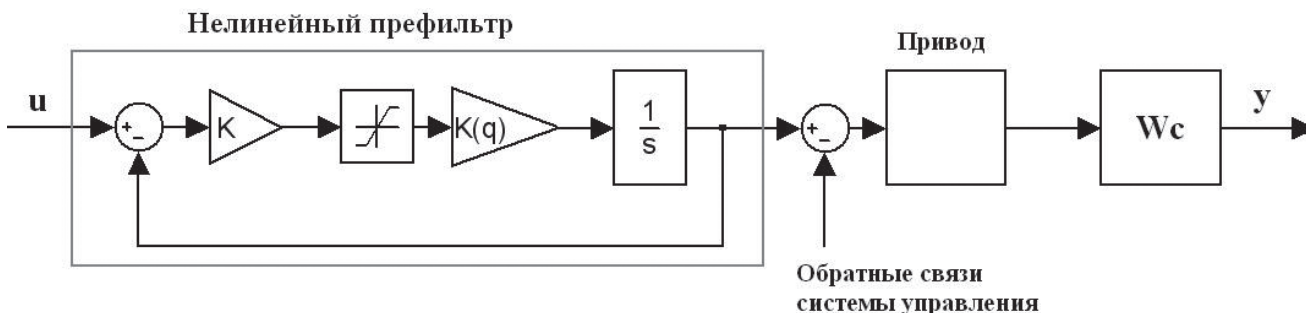 Нелинейный префильтр
Привод
u
+
-
K
K(q)
1
s
+
-
Wc
y
Обратные связи
системы управления